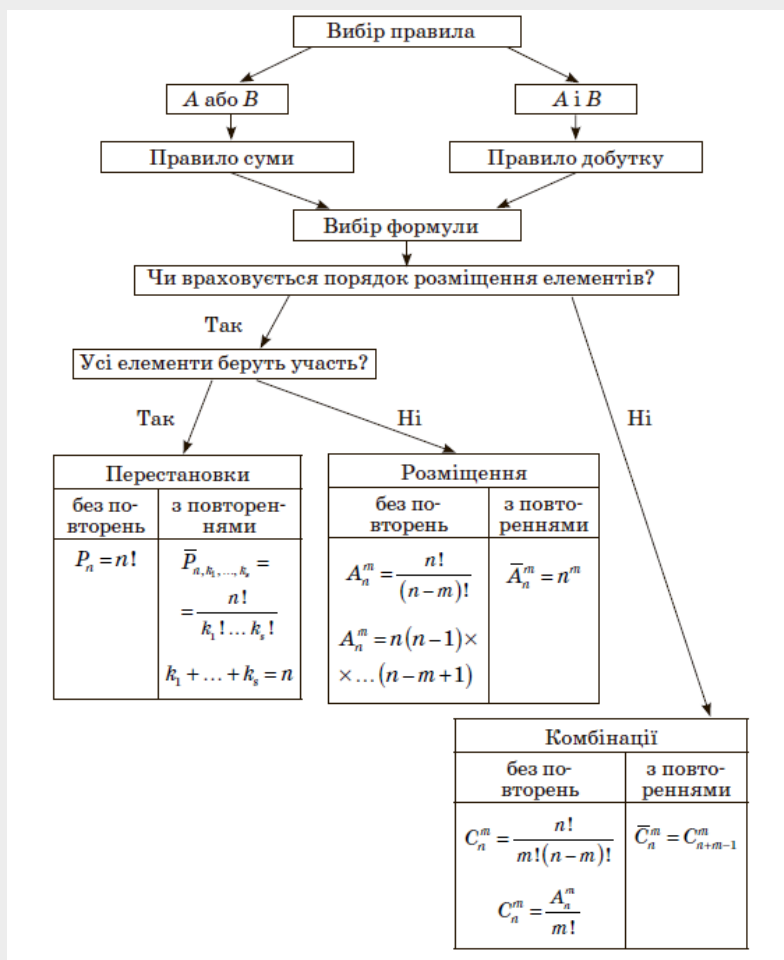 Вибір правила
A або B
A і B
Правило суми
Правило добутку
Вибір формули
Чи враховується порядок розміщення елементів?
Так
Усі елементи беруть участь?
Так
Ні
Ні
Перестановки
без по-
вторень
з повторен-
нями
P_n = n!
P̅_{n, k_1, ..., k_s} =
= n! / (k_1! ... k_s!)
k_1 + ... + k_s = n
Розміщення
без по-
вторень
з повто-
реннями
A_n^m = n! / (n − m)!
A_n^m = n(n − 1) ×
× ... (n − m + 1)
A̅_n^m = n^m
Комбінації
без по-
вторень
з повто-
реннями
C_n^m = n! / (m!(n − m)!)
C_n^m = A_n^m / m!
C̅_n^m = C_{n+m−1}^m